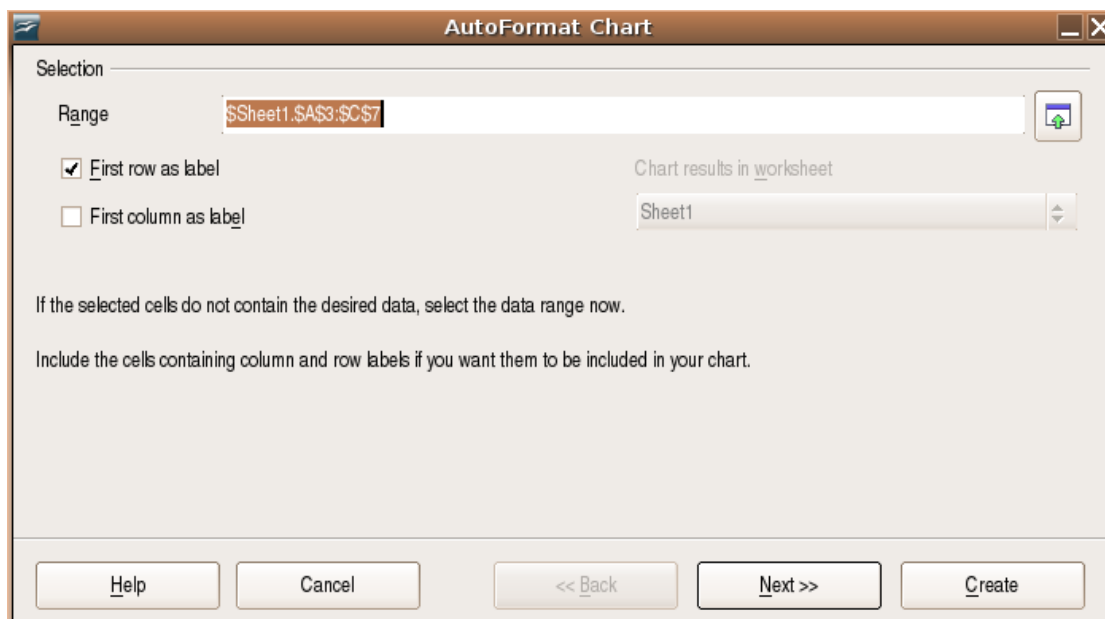 AutoFormat Chart
Selection
Range $Sheet1.$A$3:$C$7
First row as label Chart results in worksheet
First column as label Sheet1
If the selected cells do not contain the desired data, select the data range now.
Include the cells containing column and row labels if you want them to be included in your chart.
Help Cancel << Back Next >> Create